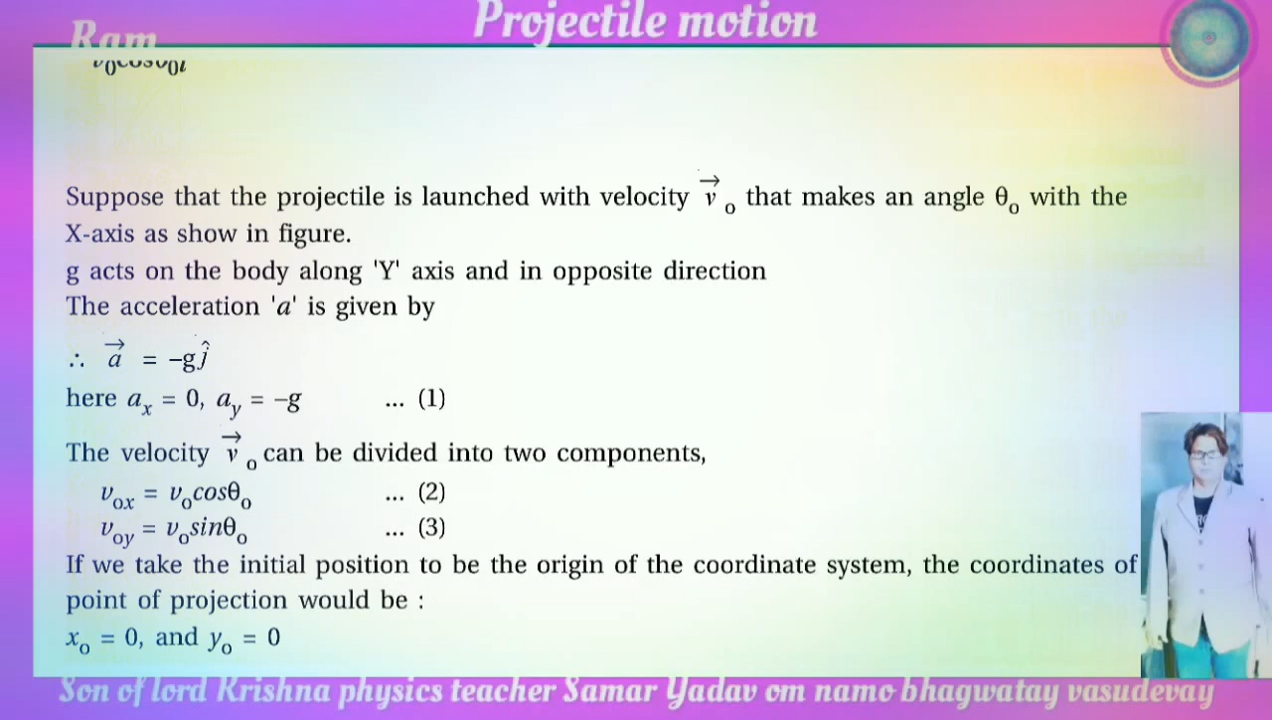 Projectile motion
Ram
v₀cosθ₀t
Suppose that the projectile is launched with velocity v⃗ₒ that makes an angle θₒ with the
X-axis as show in figure.
g acts on the body along 'Y' axis and in opposite direction
The acceleration 'a' is given by
∴ a⃗ = –gĵ
here aₓ = 0, a_y = –g ... (1)
The velocity v⃗ₒ can be divided into two components,
vₒₓ = vₒcosθₒ ... (2)
v_oy = vₒsinθₒ ... (3)
If we take the initial position to be the origin of the coordinate system, the coordinates of
point of projection would be :
xₒ = 0, and yₒ = 0
Son of lord Krishna physics teacher Samar Yadav om namo bhagwatay vasudevay